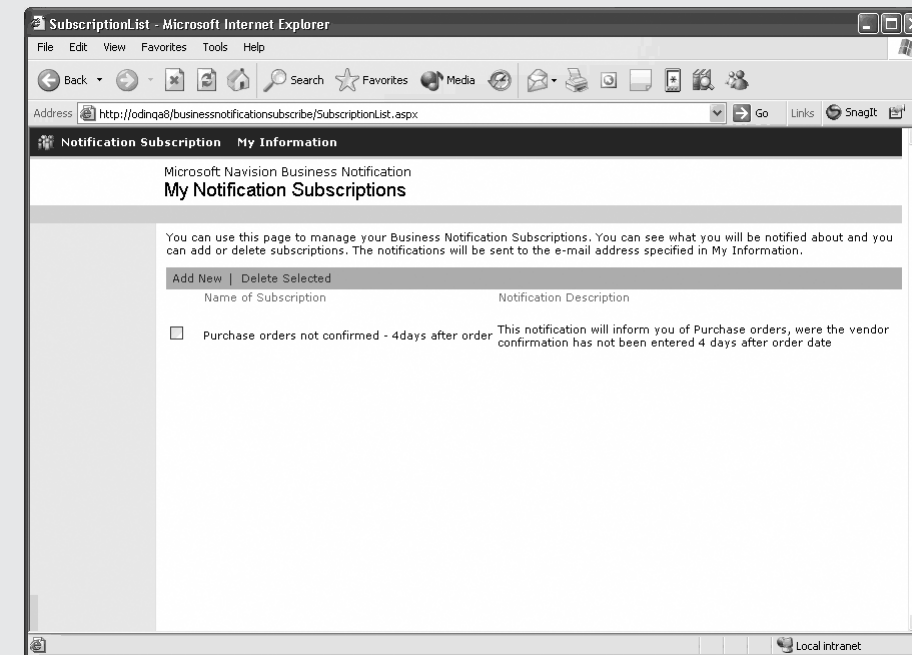 SubscriptionList - Microsoft Internet Explorer
File Edit View Favorites Tools Help
Back Search Favorites Media
Address http://odinqa8/businessnotificationsubscribe/SubscriptionList.aspx Go Links SnagIt
Notification Subscription My Information
Microsoft Navision Business Notification
My Notification Subscriptions
You can use this page to manage your Business Notification Subscriptions. You can see what you will be notified about and you
can add or delete subscriptions. The notifications will be sent to the e-mail address specified in My Information.
Add New | Delete Selected
Name of Subscription Notification Description
Purchase orders not confirmed - 4days after order This notification will inform you of Purchase orders, were the vendor
confirmation has not been entered 4 days after order date
Local intranet